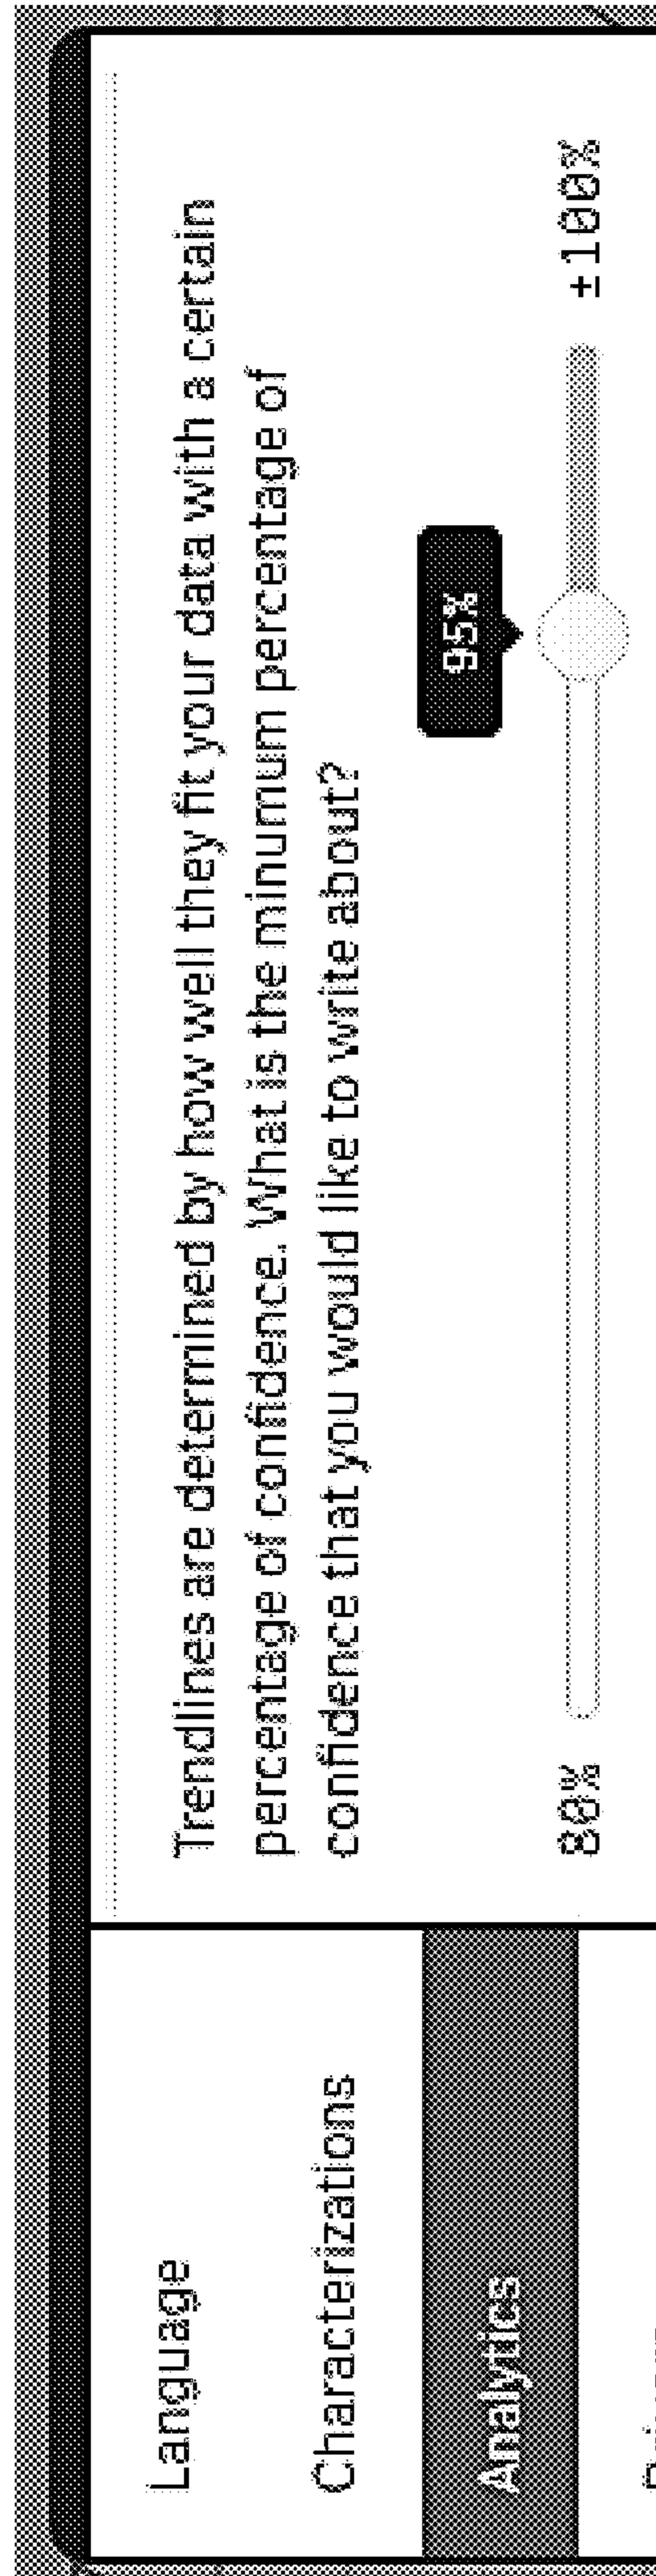 Language
Characterizations
Analytics
Trendlines are determined by how well they fit your data with a certain
percentage of confidence. What is the minumum percentage of
confidence that you would like to write about?
95%
80%
±100%